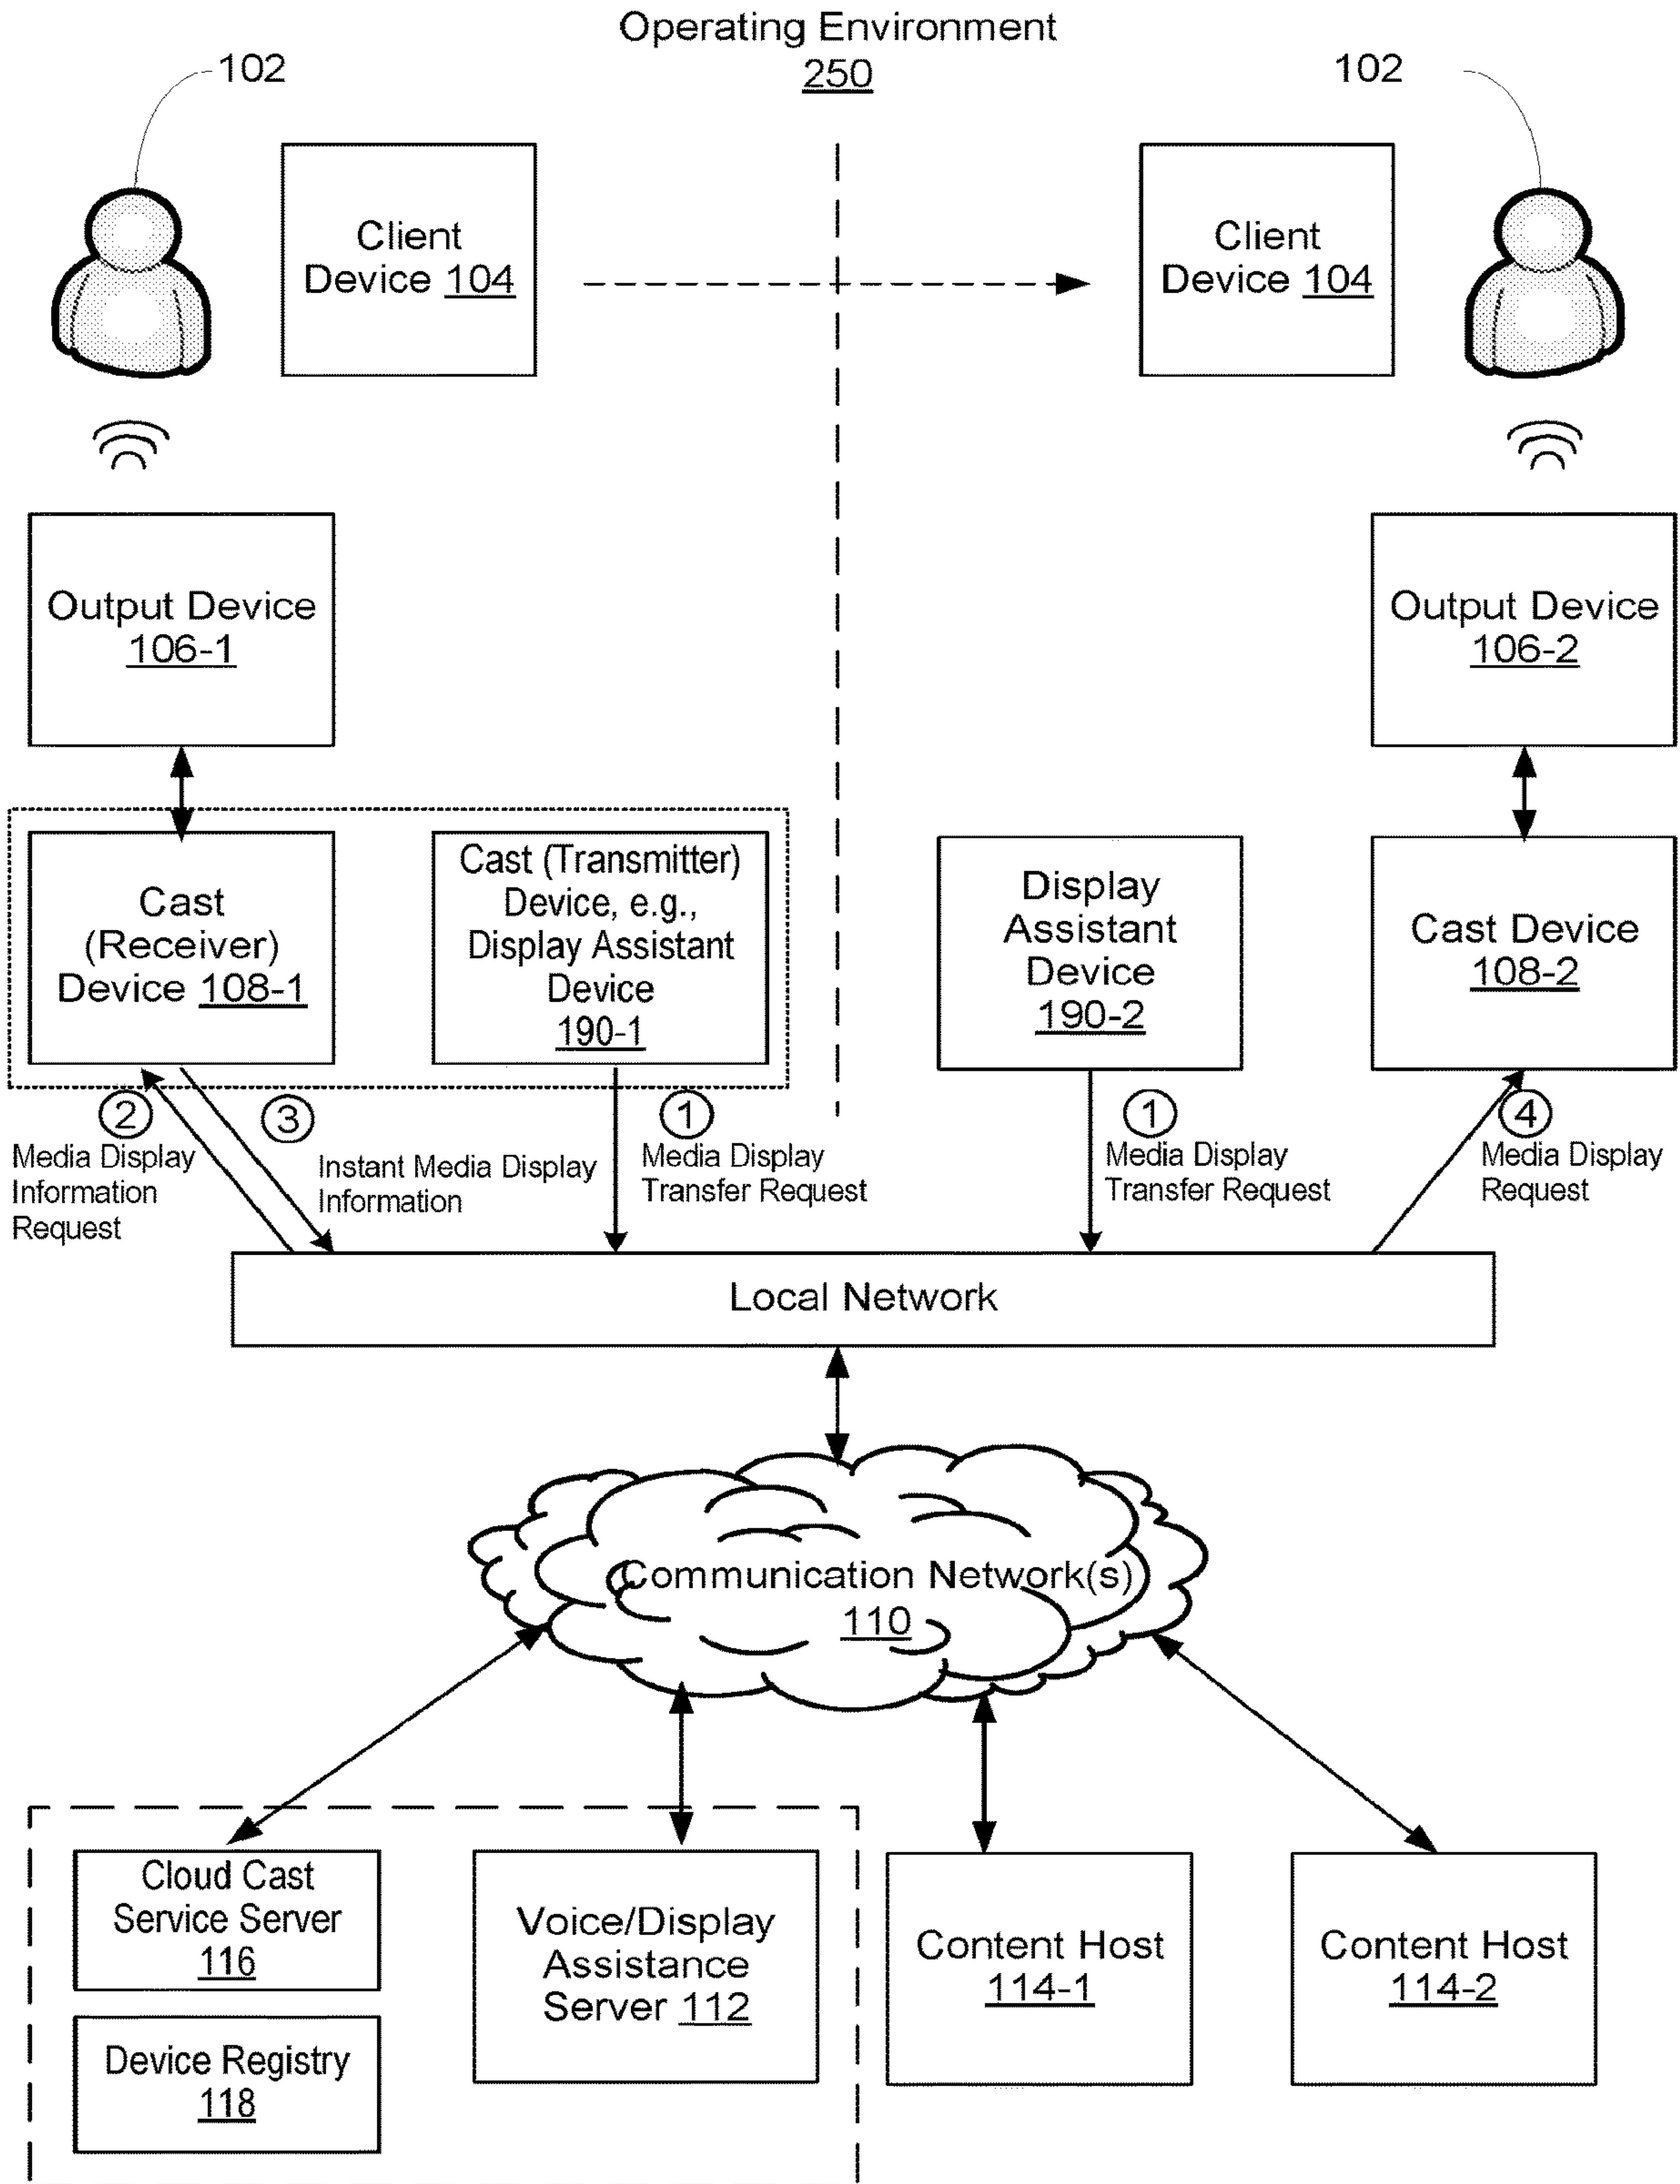 Operating Environment
250
102
102
Client
Device 104
Client
Device 104
Output Device
106-1
Output Device
106-2
Cast
(Receiver)
Device 108-1
Cast (Transmitter)
Device, e.g.,
Display Assistant
Device
190-1
Display
Assistant
Device
190-2
Cast Device
108-2
2
Media Display
Information
Request
3
Instant Media Display
Information
1
Media Display
Transfer Request
1
Media Display
Transfer Request
4
Media Display
Request
Local Network
Communication Network(s)
110
Cloud Cast
Service Server
116
Device Registry
118
Voice/Display
Assistance
Server 112
Content Host
114-1
Content Host
114-2